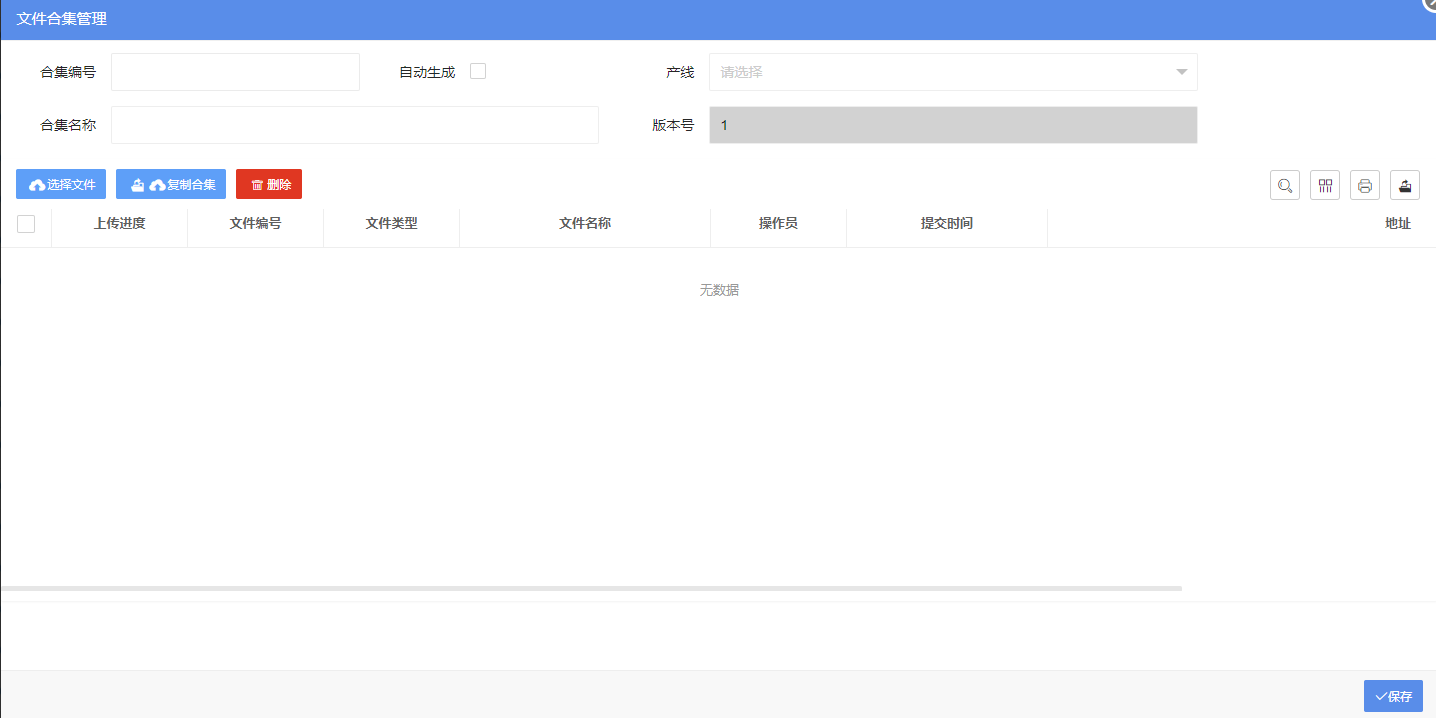 文件合集管理
合集编号 自动生成 产线 请选择
合集名称 版本号 1
选择文件 复制合集 删除
上传进度 文件编号 文件类型 文件名称 操作员 提交时间 地址
无数据
保存